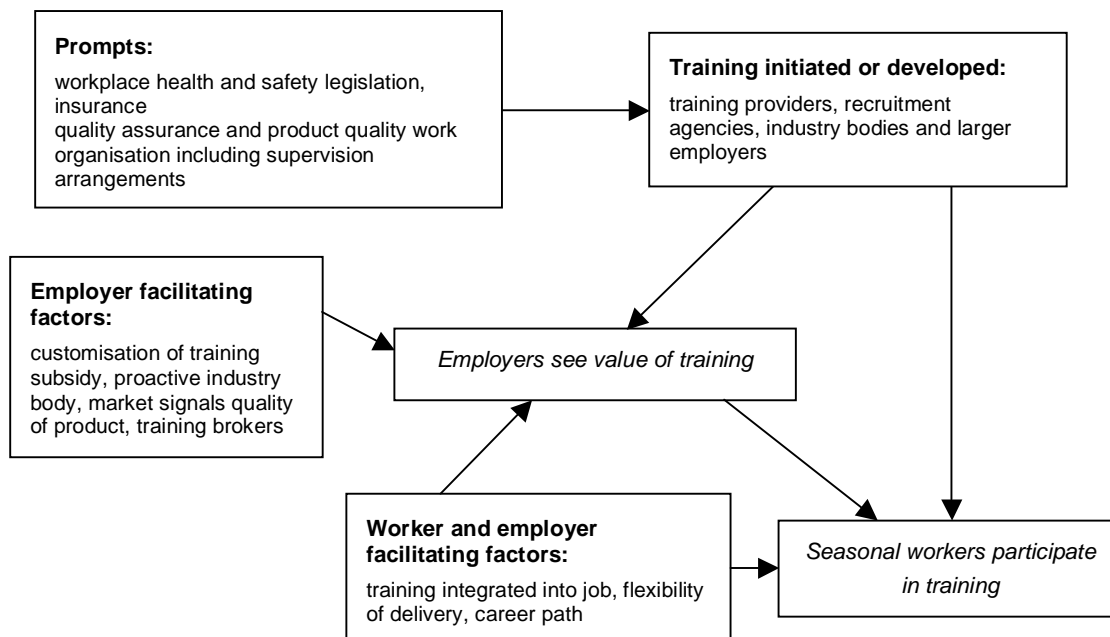 Prompts:
workplace health and safety legislation,
insurance
quality assurance and product quality work
organisation including supervision
arrangements
Training initiated or developed:
training providers, recruitment
agencies, industry bodies and larger
employers
Employer facilitating
factors:
customisation of training
subsidy, proactive industry
body, market signals quality
of product, training brokers
Employers see value of training
Worker and employer
facilitating factors:
training integrated into job, flexibility
of delivery, career path
Seasonal workers participate
in training